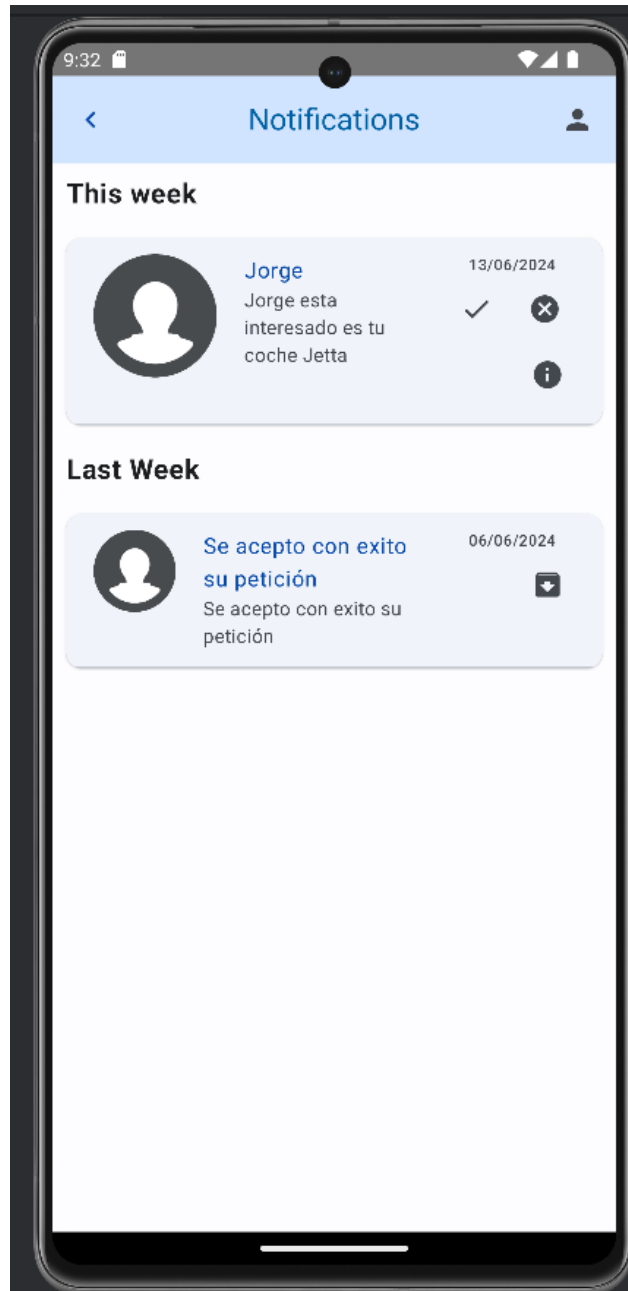 9:32
Notifications
This week
Jorge
13/06/2024
Jorge esta
interesado es tu
coche Jetta
Last Week
Se acepto con exito
su petición
06/06/2024
Se acepto con exito su
petición